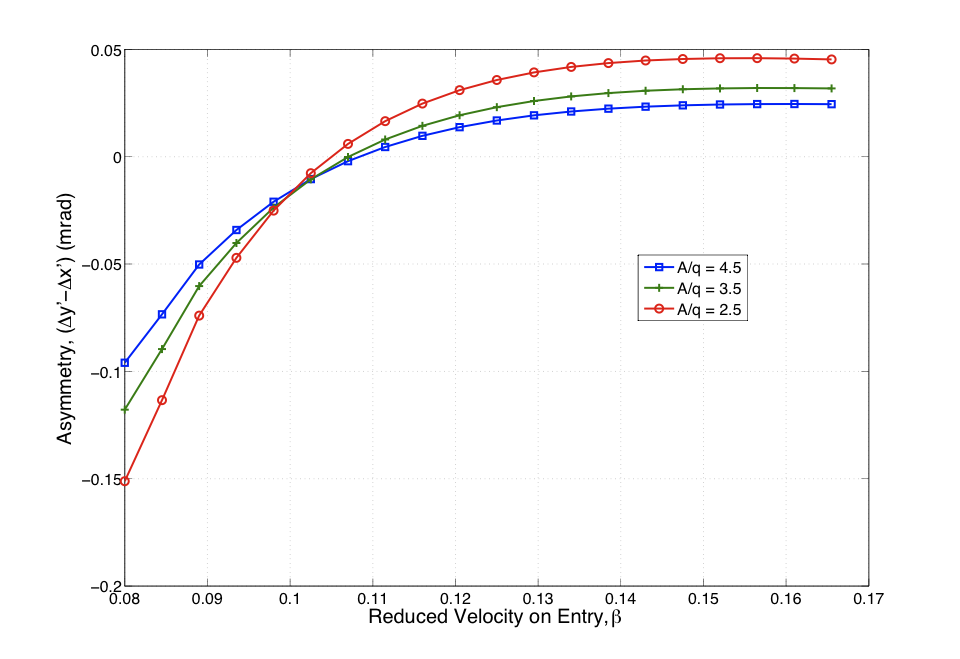 0.05
0
−0.05
−0.1
−0.15
−0.2
Asymmetry, (Δy'−Δx') (mrad)
A/q = 4.5
A/q = 3.5
A/q = 2.5
0.08 0.09 0.1 0.11 0.12 0.13 0.14 0.15 0.16 0.17
Reduced Velocity on Entry, β